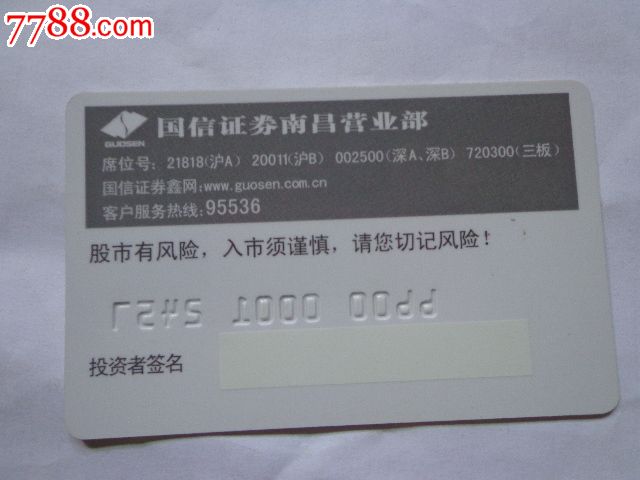 7788.com
国信证券南昌营业部
GUOSEN
席位号：21818(沪A) 20011(沪B) 002500(深A、深B) 720300(三板)
国信证券鑫网：www.guosen.com.cn
客户服务热线：95536
股市有风险，入市须谨慎，请您切记风险！
投资者签名